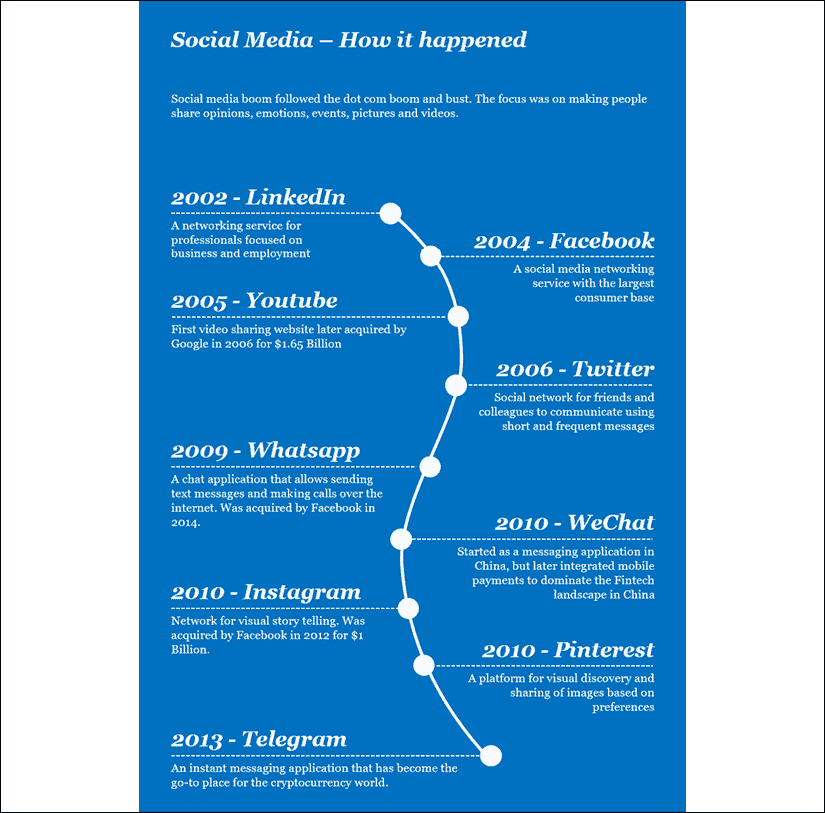 Social Media – How it happened
Social media boom followed the dot com boom and bust. The focus was on making people
share opinions, emotions, events, pictures and videos.
2002 - LinkedIn
A networking service for
professionals focused on
business and employment
2004 - Facebook
A social media networking
service with the largest
consumer base
2005 - Youtube
First video sharing website later acquired by
Google in 2006 for $1.65 Billion
2006 - Twitter
Social network for friends and
colleagues to communicate using
short and frequent messages
2009 - Whatsapp
A chat application that allows sending
text messages and making calls over the
internet. Was acquired by Facebook in
2014.
2010 - WeChat
Started as a messaging application in
China, but later integrated mobile
payments to dominate the Fintech
landscape in China
2010 - Instagram
Network for visual story telling. Was
acquired by Facebook in 2012 for $1
Billion.
2010 - Pinterest
A platform for visual discovery and
sharing of images based on
preferences
2013 - Telegram
An instant messaging application that has become the
go-to place for the cryptocurrency world.